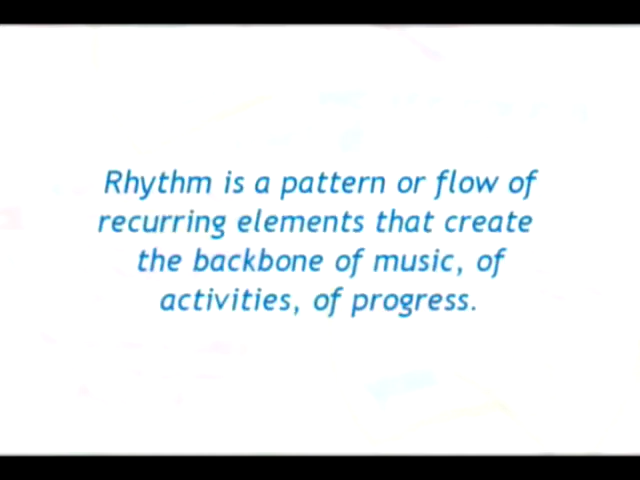 Rhythm is a pattern or flow of
recurring elements that create
the backbone of music, of
activities, of progress.